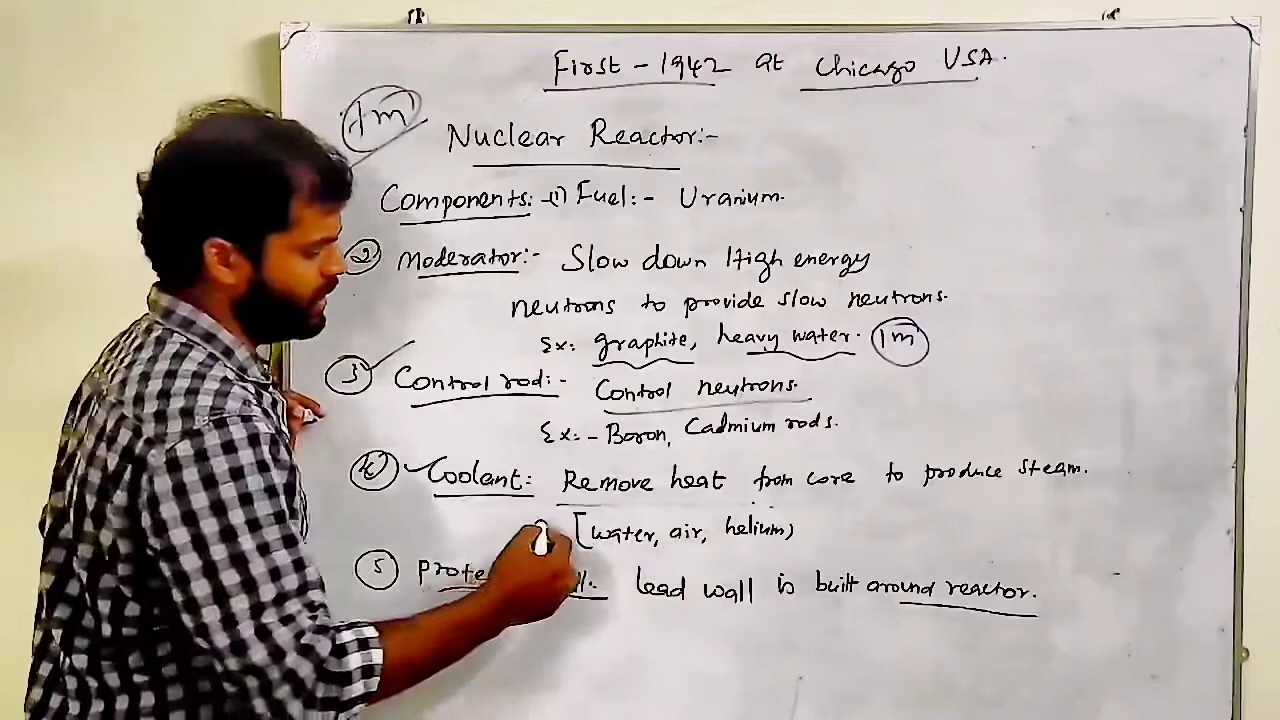 First - 1942 at Chicago USA.
1m
Nuclear Reactor:-
Components: -(1) Fuel:- Uranium.
2 Moderator:- Slow down High energy
neutrons to provide slow neutrons.
Ex: graphite, heavy water. 1m
3 Control rod:- Control neutrons.
Ex:- Boron, Cadmium rods.
4 Coolant: Remove heat from core to produce steam.
[water, air, helium)
5 lead wall is built around reactor.